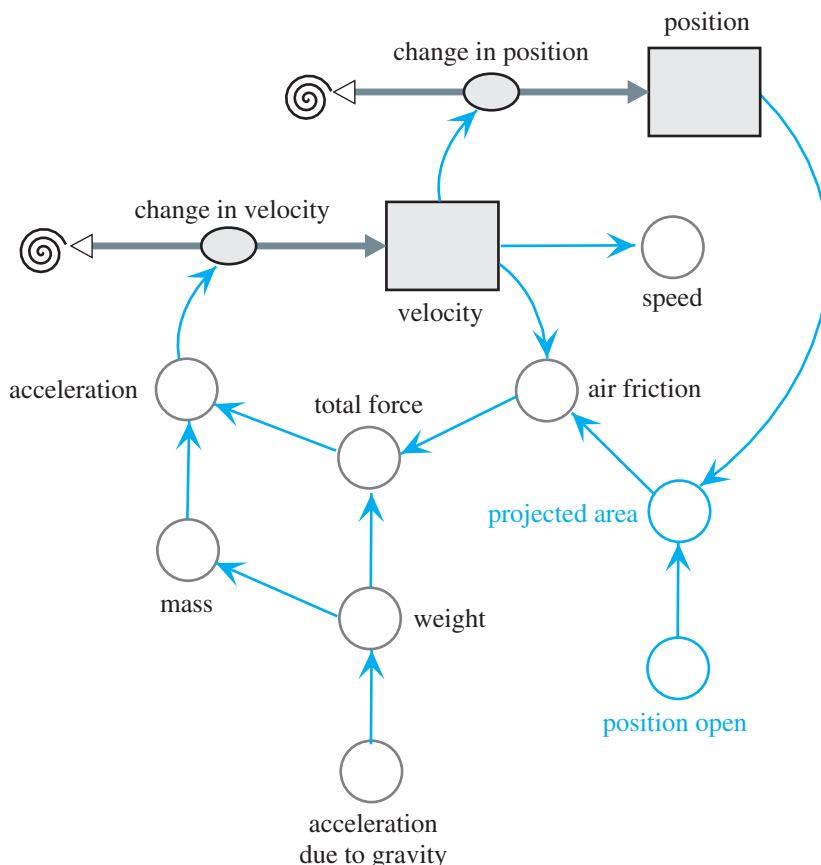 position
change in position
change in velocity
velocity
speed
acceleration
total force
air friction
projected area
mass
weight
position open
acceleration
due to gravity